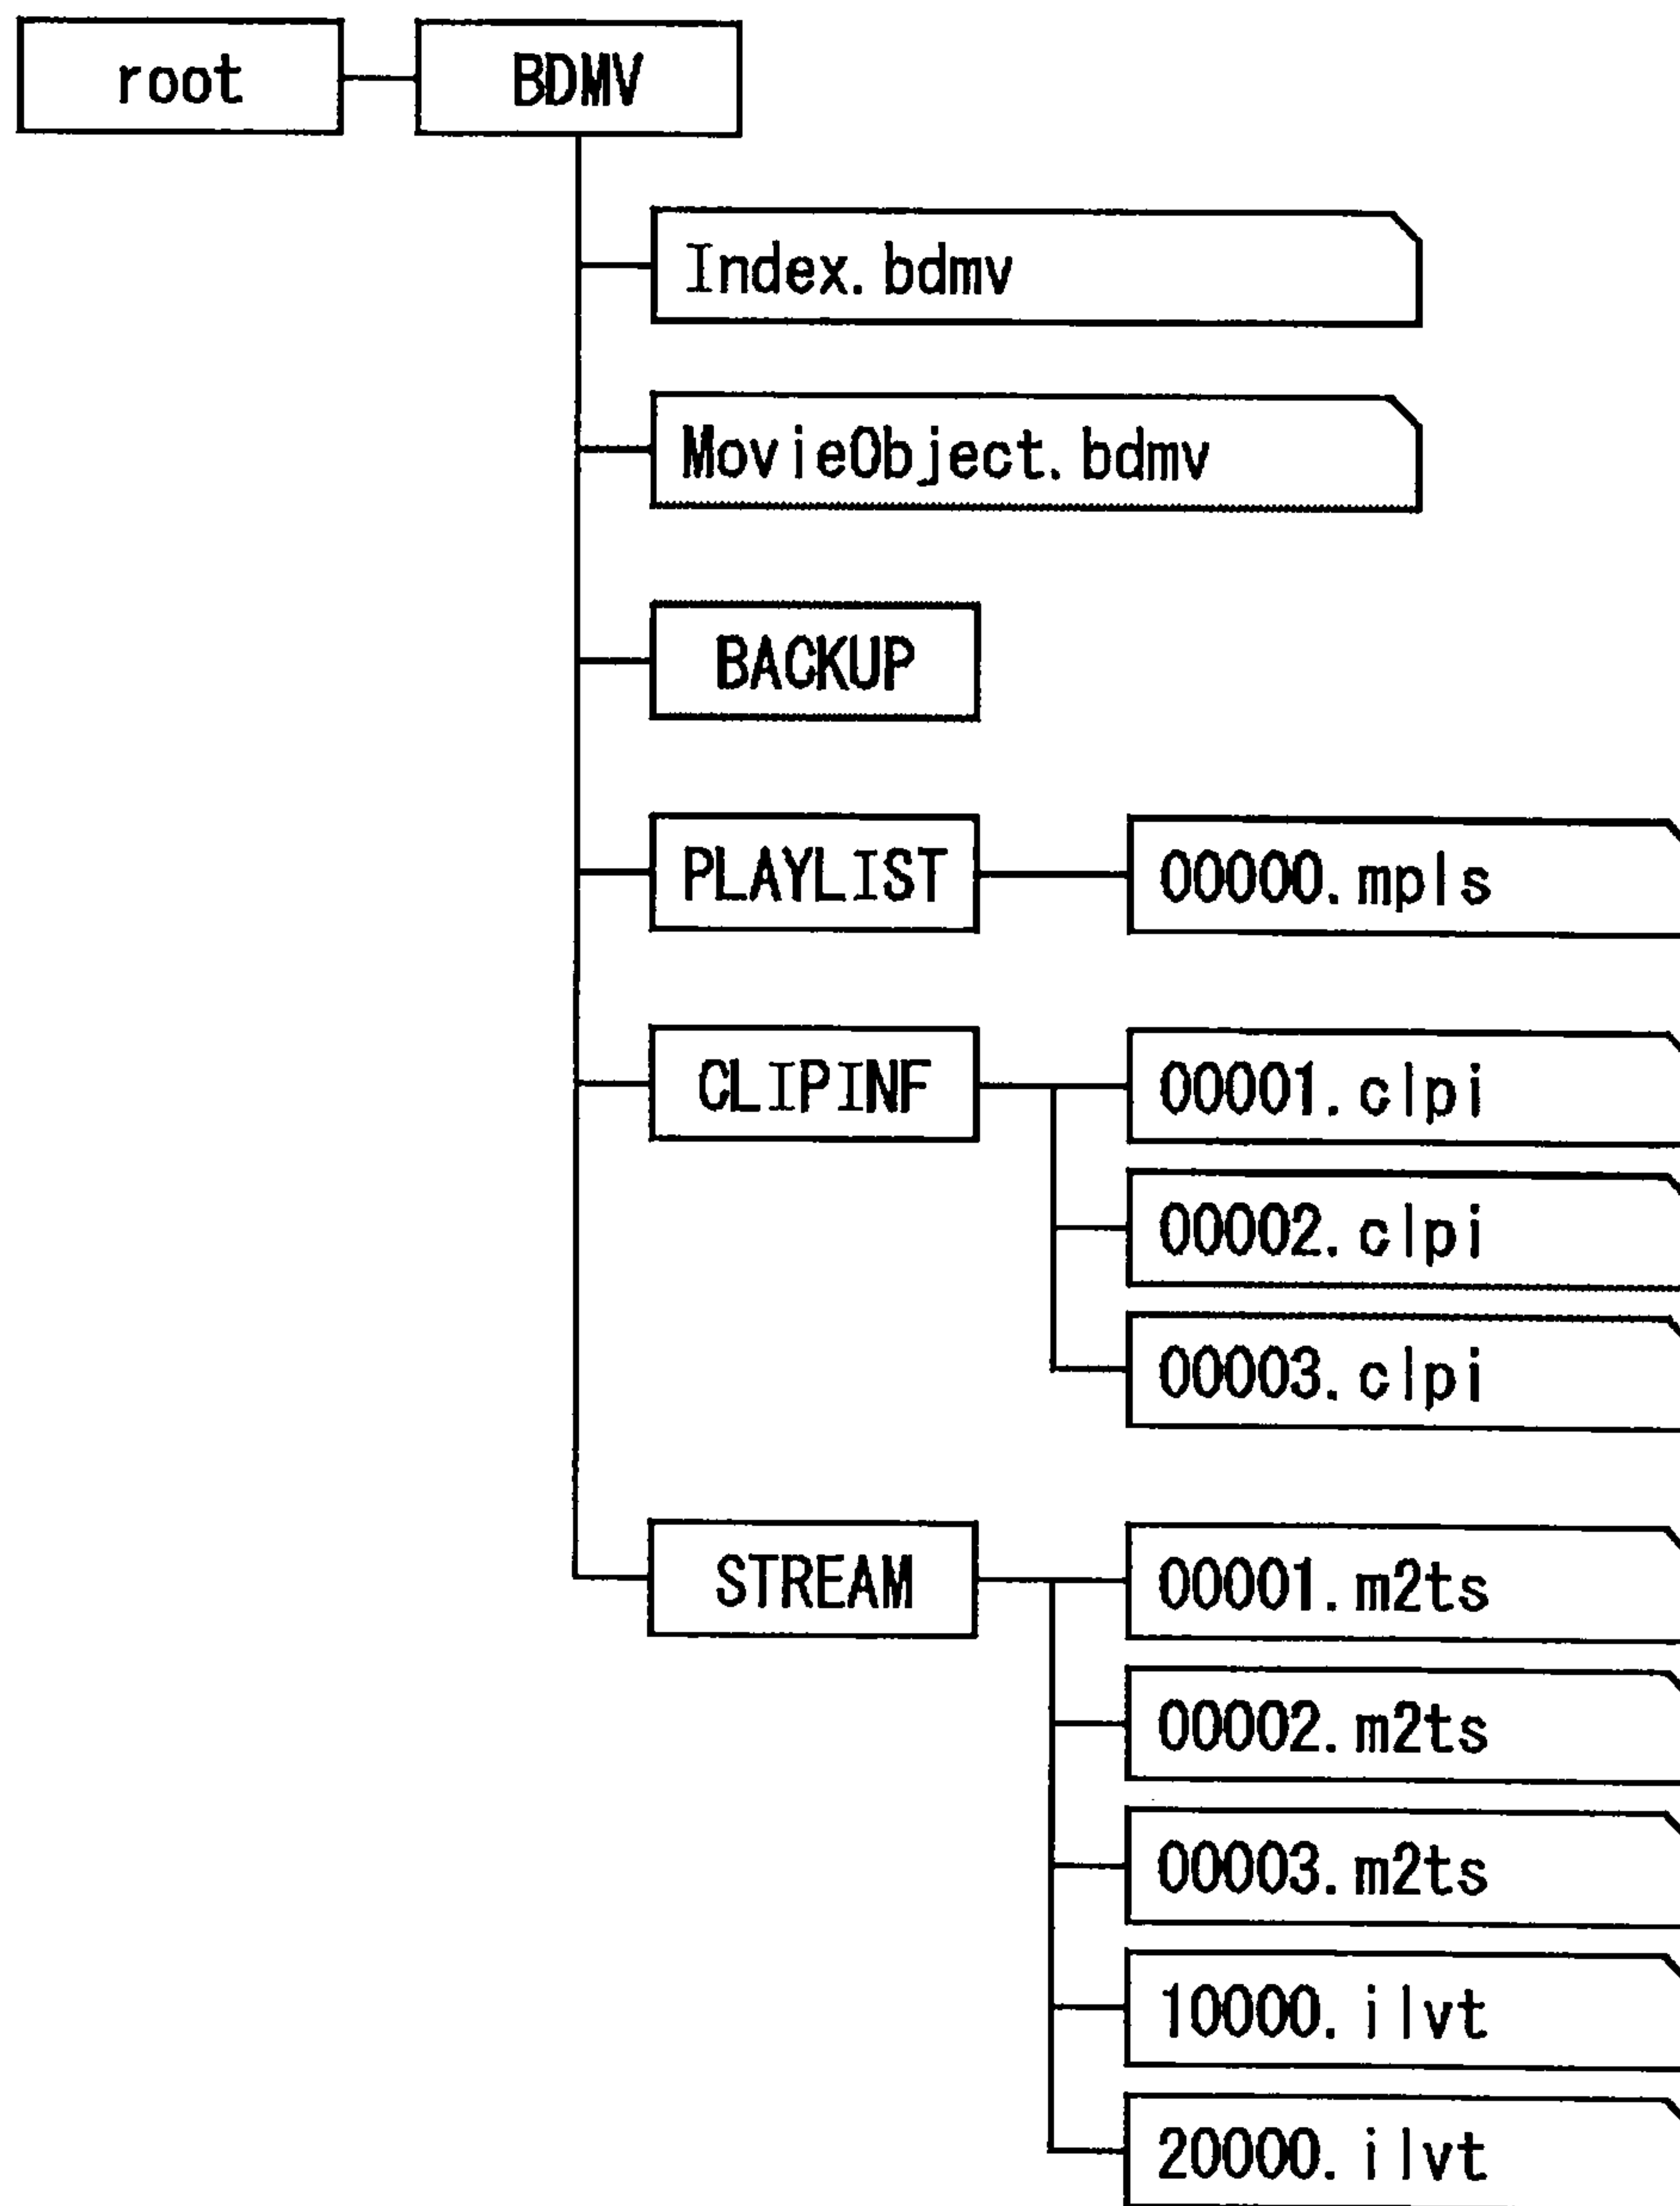 root BDMV
Index.bdmv
MovieObject.bdmv
BACKUP
PLAYLIST 00000.mpls
CLIPINF 00001.clpi
00002.clpi
00003.clpi
STREAM 00001.m2ts
00002.m2ts
00003.m2ts
10000.ilvt
20000.ilvt